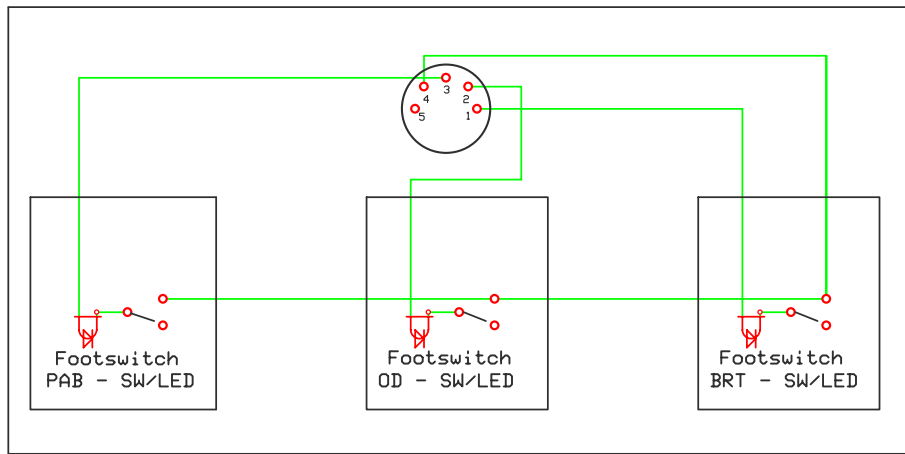 3
4
2
5
1
Footswitch
PAB - SW/LED
Footswitch
OD - SW/LED
Footswitch
BRT - SW/LED